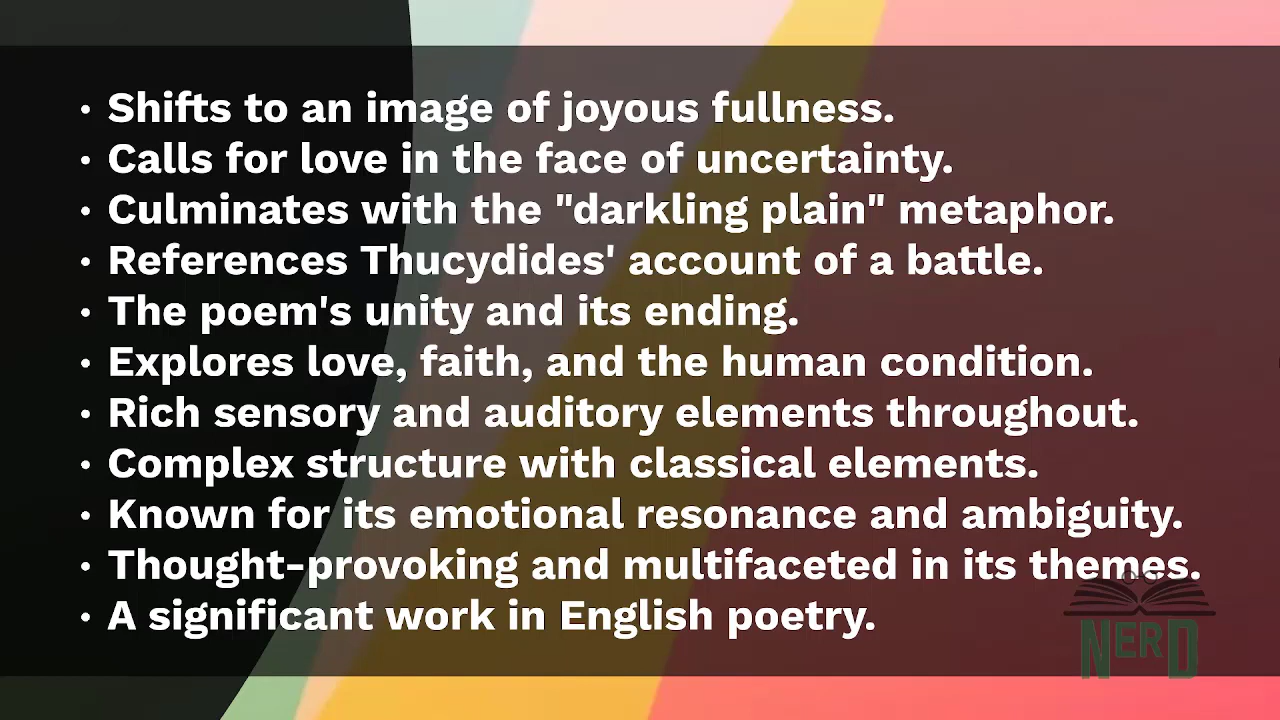 • Shifts to an image of joyous fullness.
• Calls for love in the face of uncertainty.
• Culminates with the "darkling plain" metaphor.
• References Thucydides' account of a battle.
• The poem's unity and its ending.
• Explores love, faith, and the human condition.
• Rich sensory and auditory elements throughout.
• Complex structure with classical elements.
• Known for its emotional resonance and ambiguity.
• Thought-provoking and multifaceted in its themes.
• A significant work in English poetry.
NERD